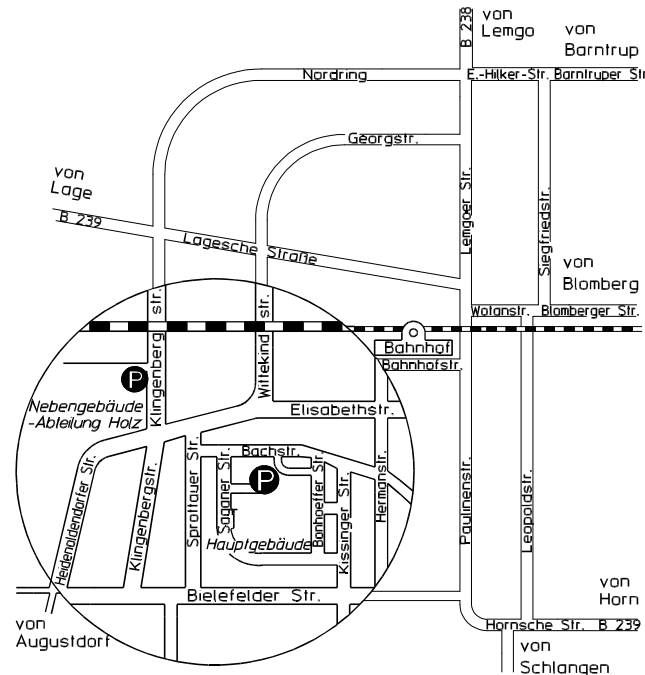 B 238
von
Lemgo
von
Barntrup
Nordring
E.-Hilker-Str.
Barntruper Str
Georgstr.
von
Lage
B 239
Lagesche Straße
Lemgoer Str.
Siegfriedstr.
von
Blomberg
Wotanstr.
Blomberger Str.
Klingenberg str.
Wittekind str.
Bahnhof
Bahnhofstr.
P
Nebengebäude
-Abteilung Holz
Elisabethstr.
Bachstr.
P
Heidenoldendorfer Str.
Klingenbergstr.
Sprottauer Str.
Saganer Str.
Bonhoeffer Str.
Kissinger Str.
Hermanstr.
Paulinenstr.
Leopoldstr.
Hauptgebäude
Bielefelder Str.
von
Augustdorf
von
Horn
Hornsche Str. B 239
von
Schlangen